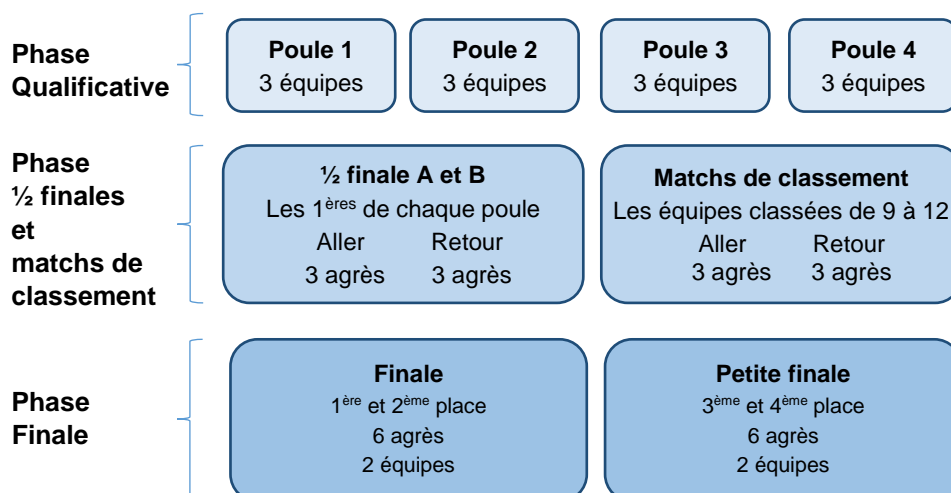 Phase
Qualificative
Poule 1
3 équipes
Poule 2
3 équipes
Poule 3
3 équipes
Poule 4
3 équipes
Phase
½ finales
et
matchs de
classement
½ finale A et B
Les 1ères de chaque poule
Aller Retour
3 agrès 3 agrès
Matchs de classement
Les équipes classées de 9 à 12
Aller Retour
3 agrès 3 agrès
Phase
Finale
Finale
1ère et 2ème place
6 agrès
2 équipes
Petite finale
3ème et 4ème place
6 agrès
2 équipes